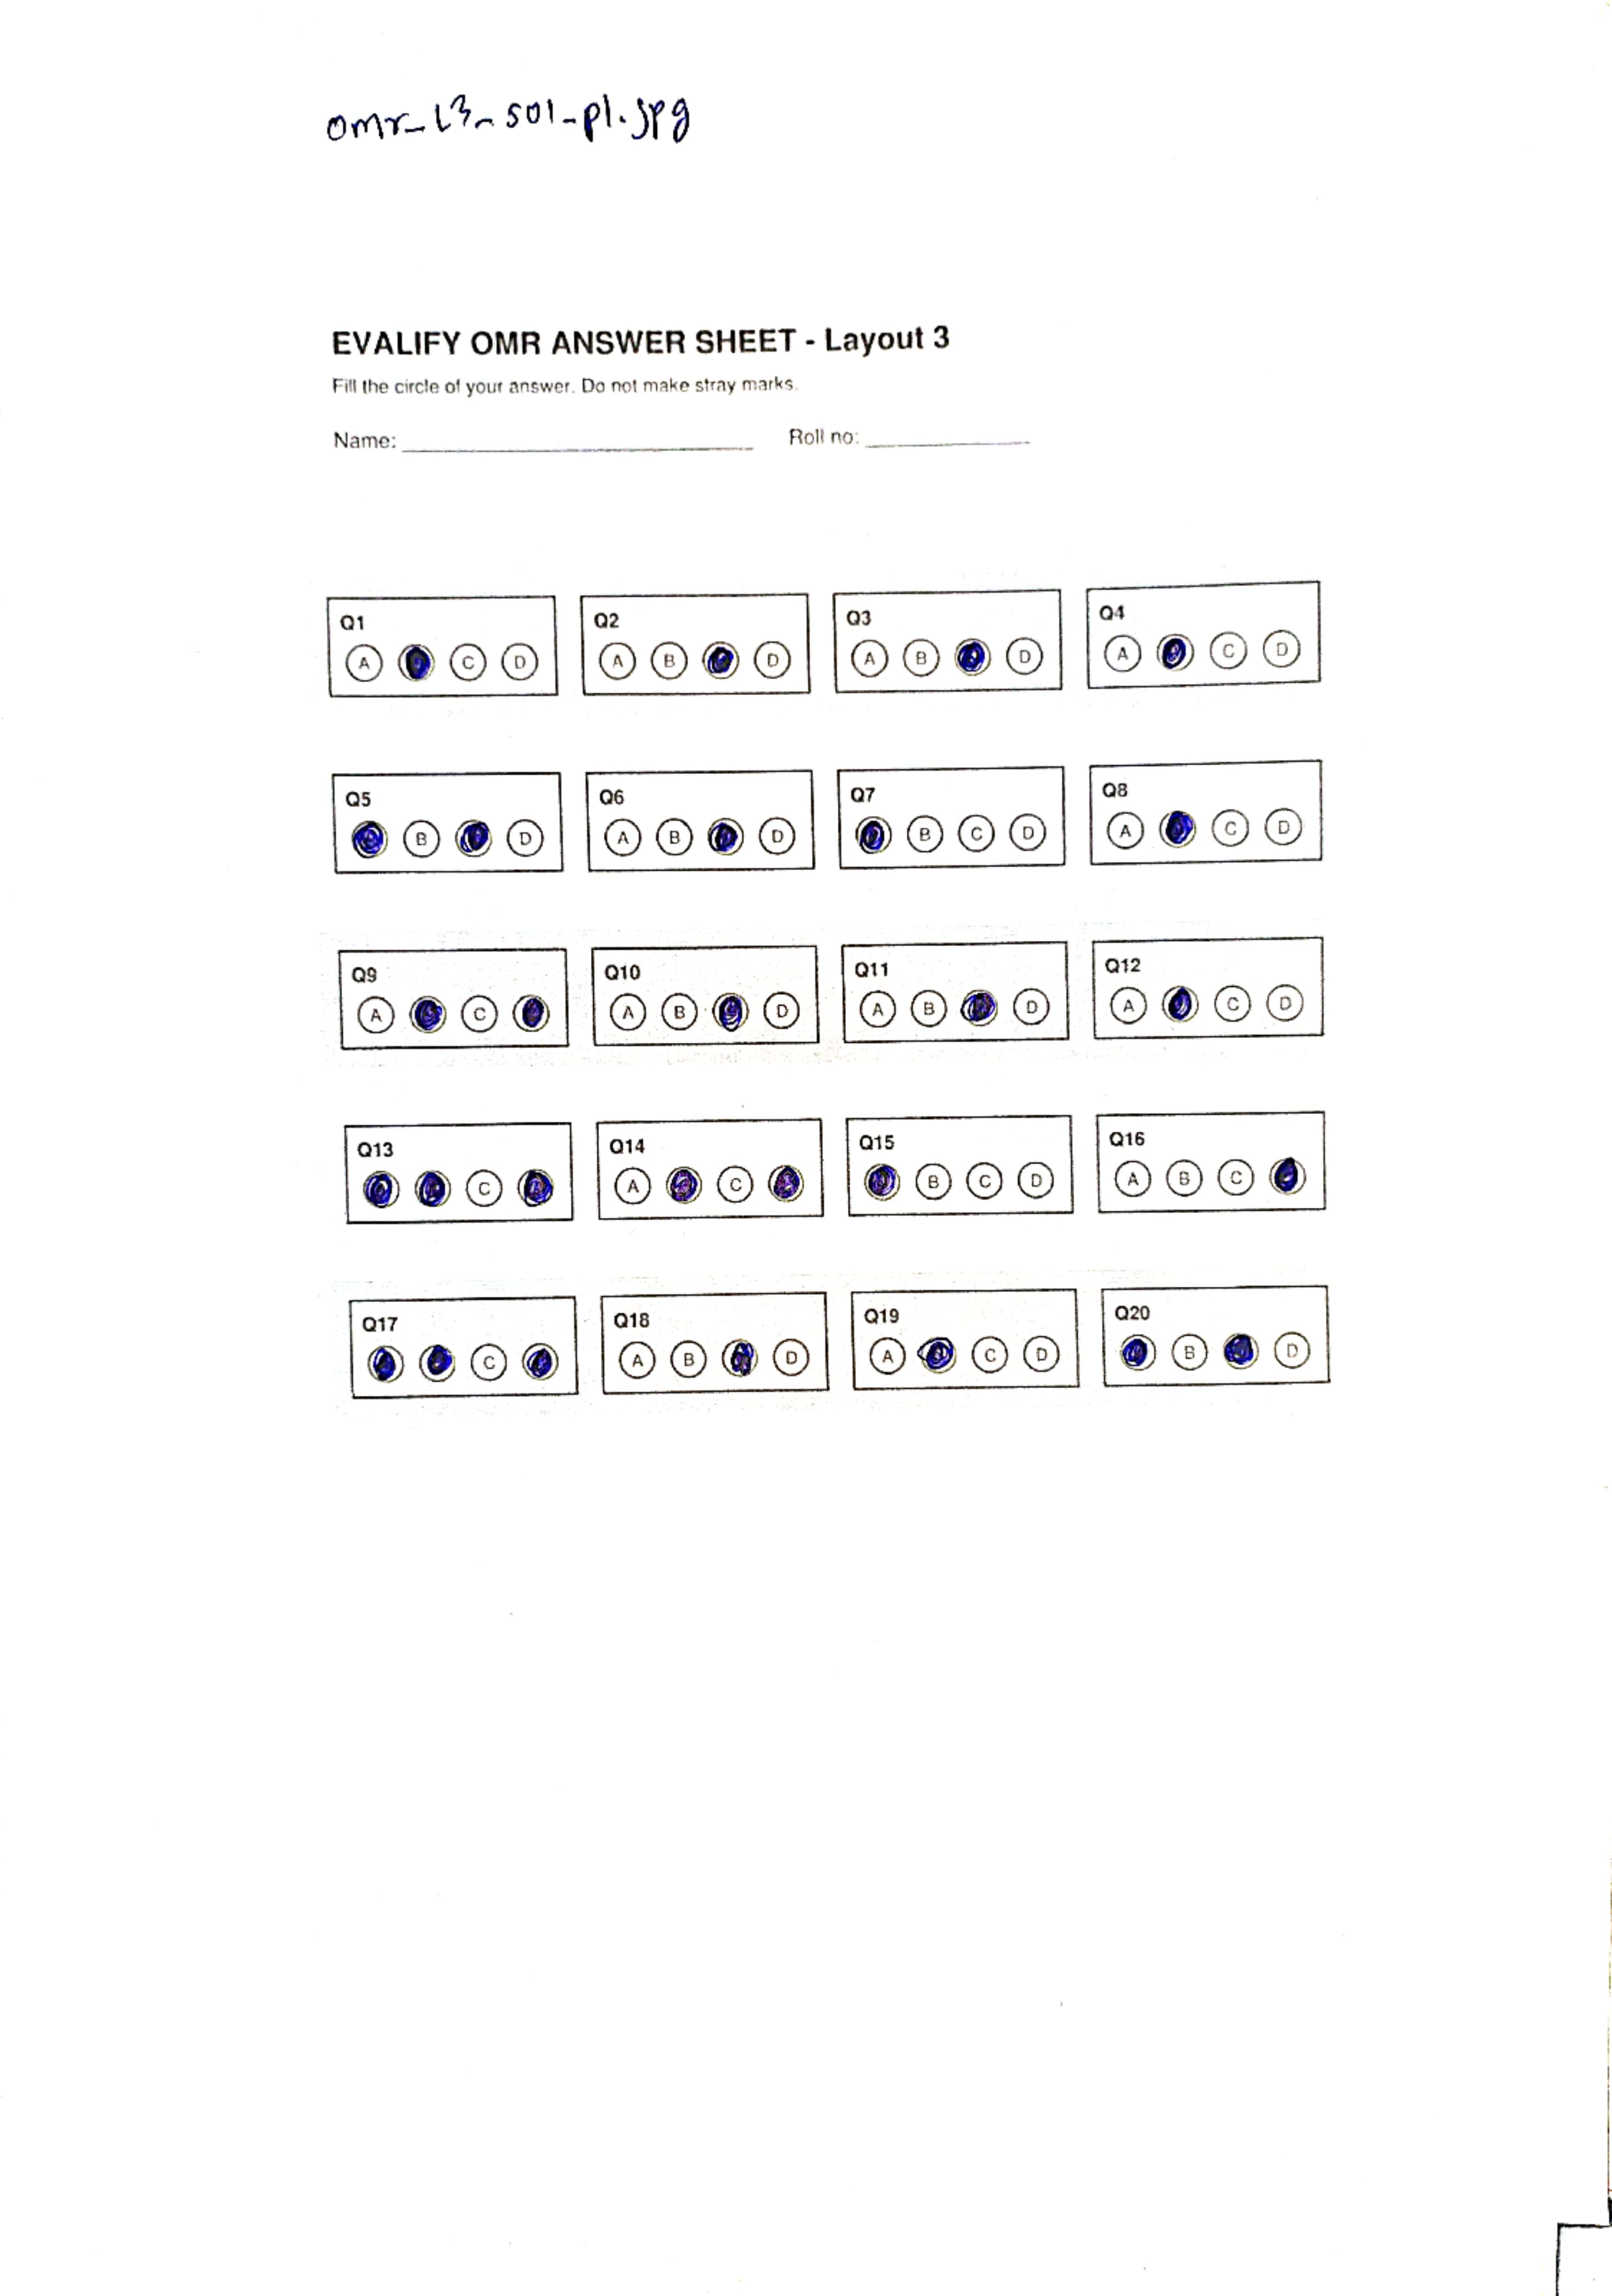 omr_L3_S01_p1.jpg
EVALIFY OMR ANSWER SHEET - Layout 3
Fill the circle of your answer. Do not make stray marks.
Name: Roll no:
Q1 Q2 Q3 Q4
A C D A B D A B D A C D
Q5 Q6 Q7 Q8
B D A B D B C D A C D
Q9 Q10 Q11 Q12
A C A B D A B D A C D
Q13 Q14 Q15 Q16
C A C B C D A B C
Q17 Q18 Q19 Q20
C A B D A C D B D